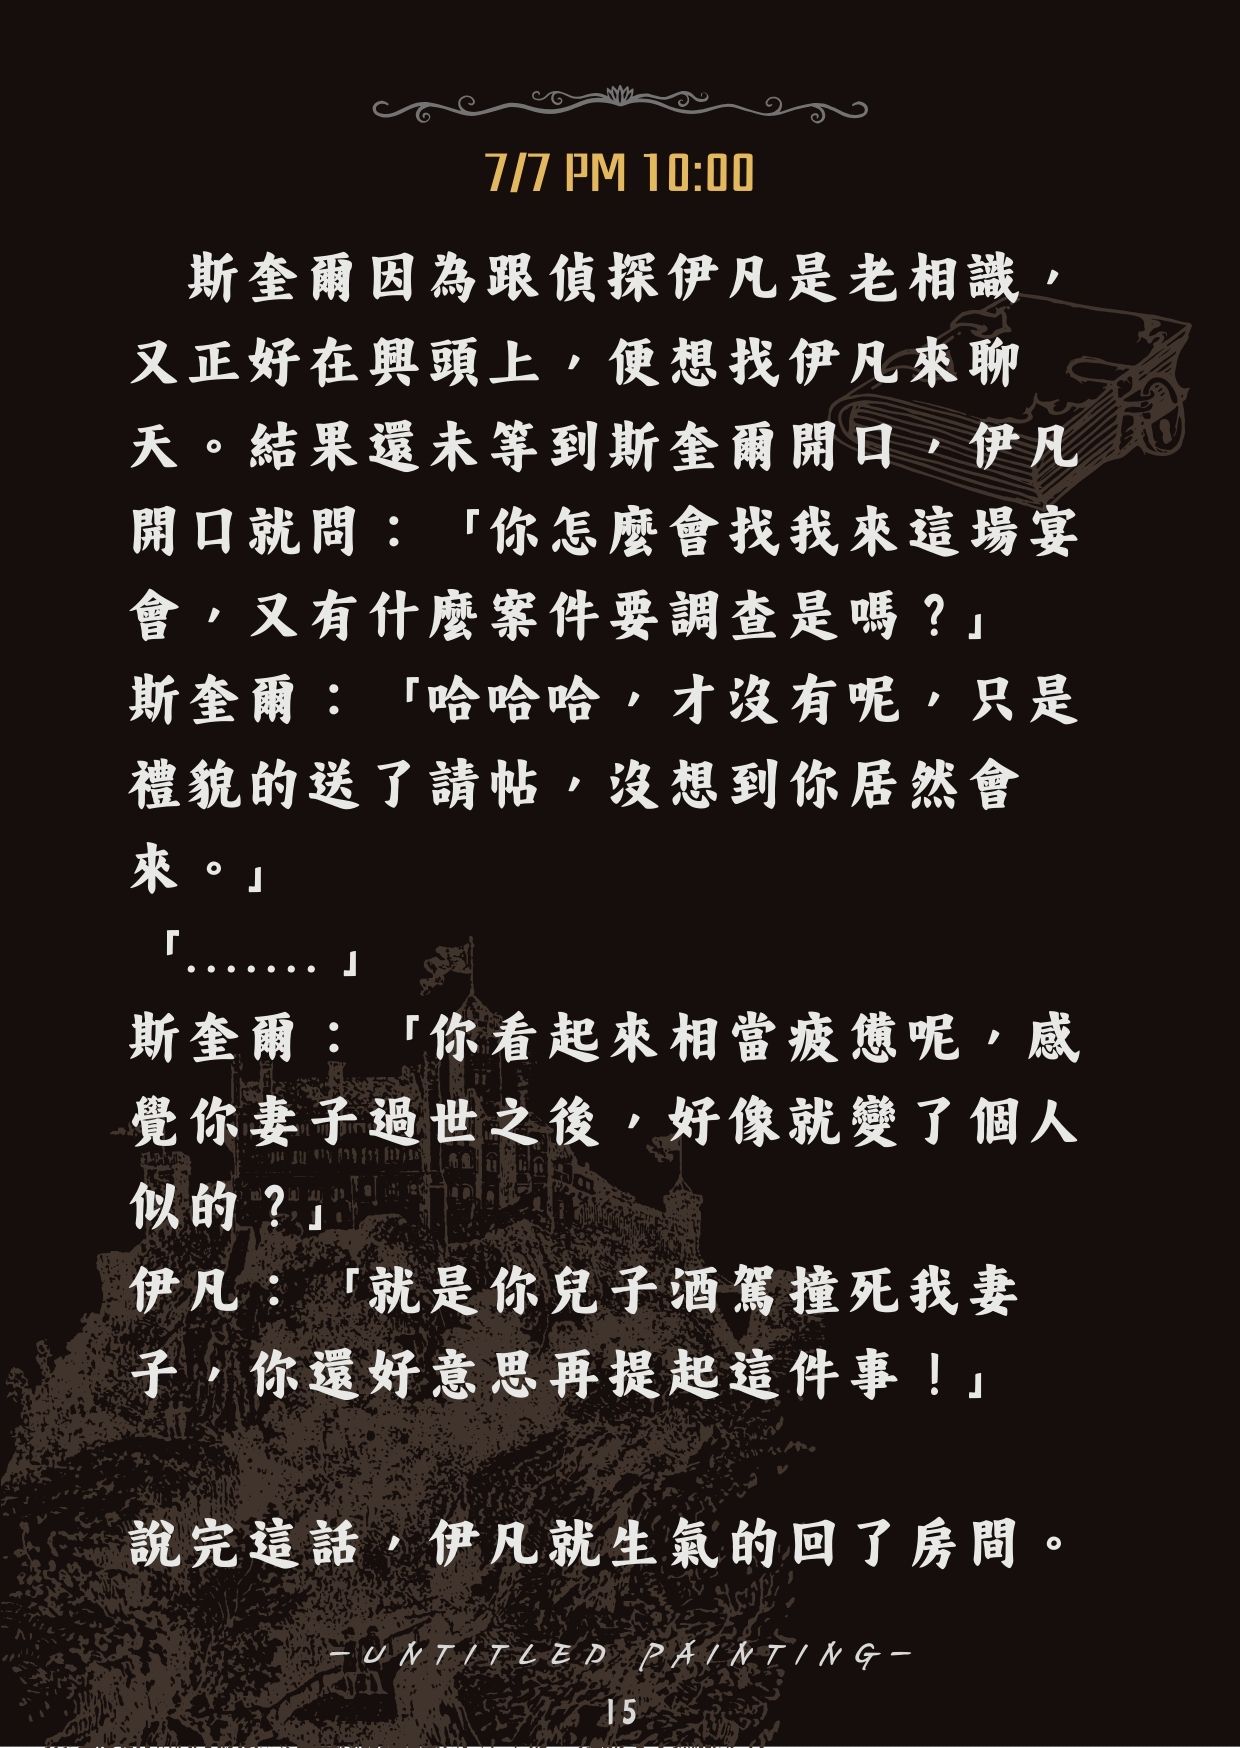 7/7 PM 10:00
斯奎爾因為跟偵探伊凡是老相識，
又正好在興頭上，便想找伊凡來聊
天。結果還未等到斯奎爾開口，伊凡
開口就問：「你怎麼會找我來這場宴
會，又有什麼案件要調查是嗎？」
斯奎爾：「哈哈哈，才沒有呢，只是
禮貌的送了請帖，沒想到你居然會
來。」
「.......」
斯奎爾：「你看起來相當疲憊呢，感
覺你妻子過世之後，好像就變了個人
似的？」
伊凡：「就是你兒子酒駕撞死我妻
子，你還好意思再提起這件事！」
說完這話，伊凡就生氣的回了房間。
-UNTITLED PAINTING-
15